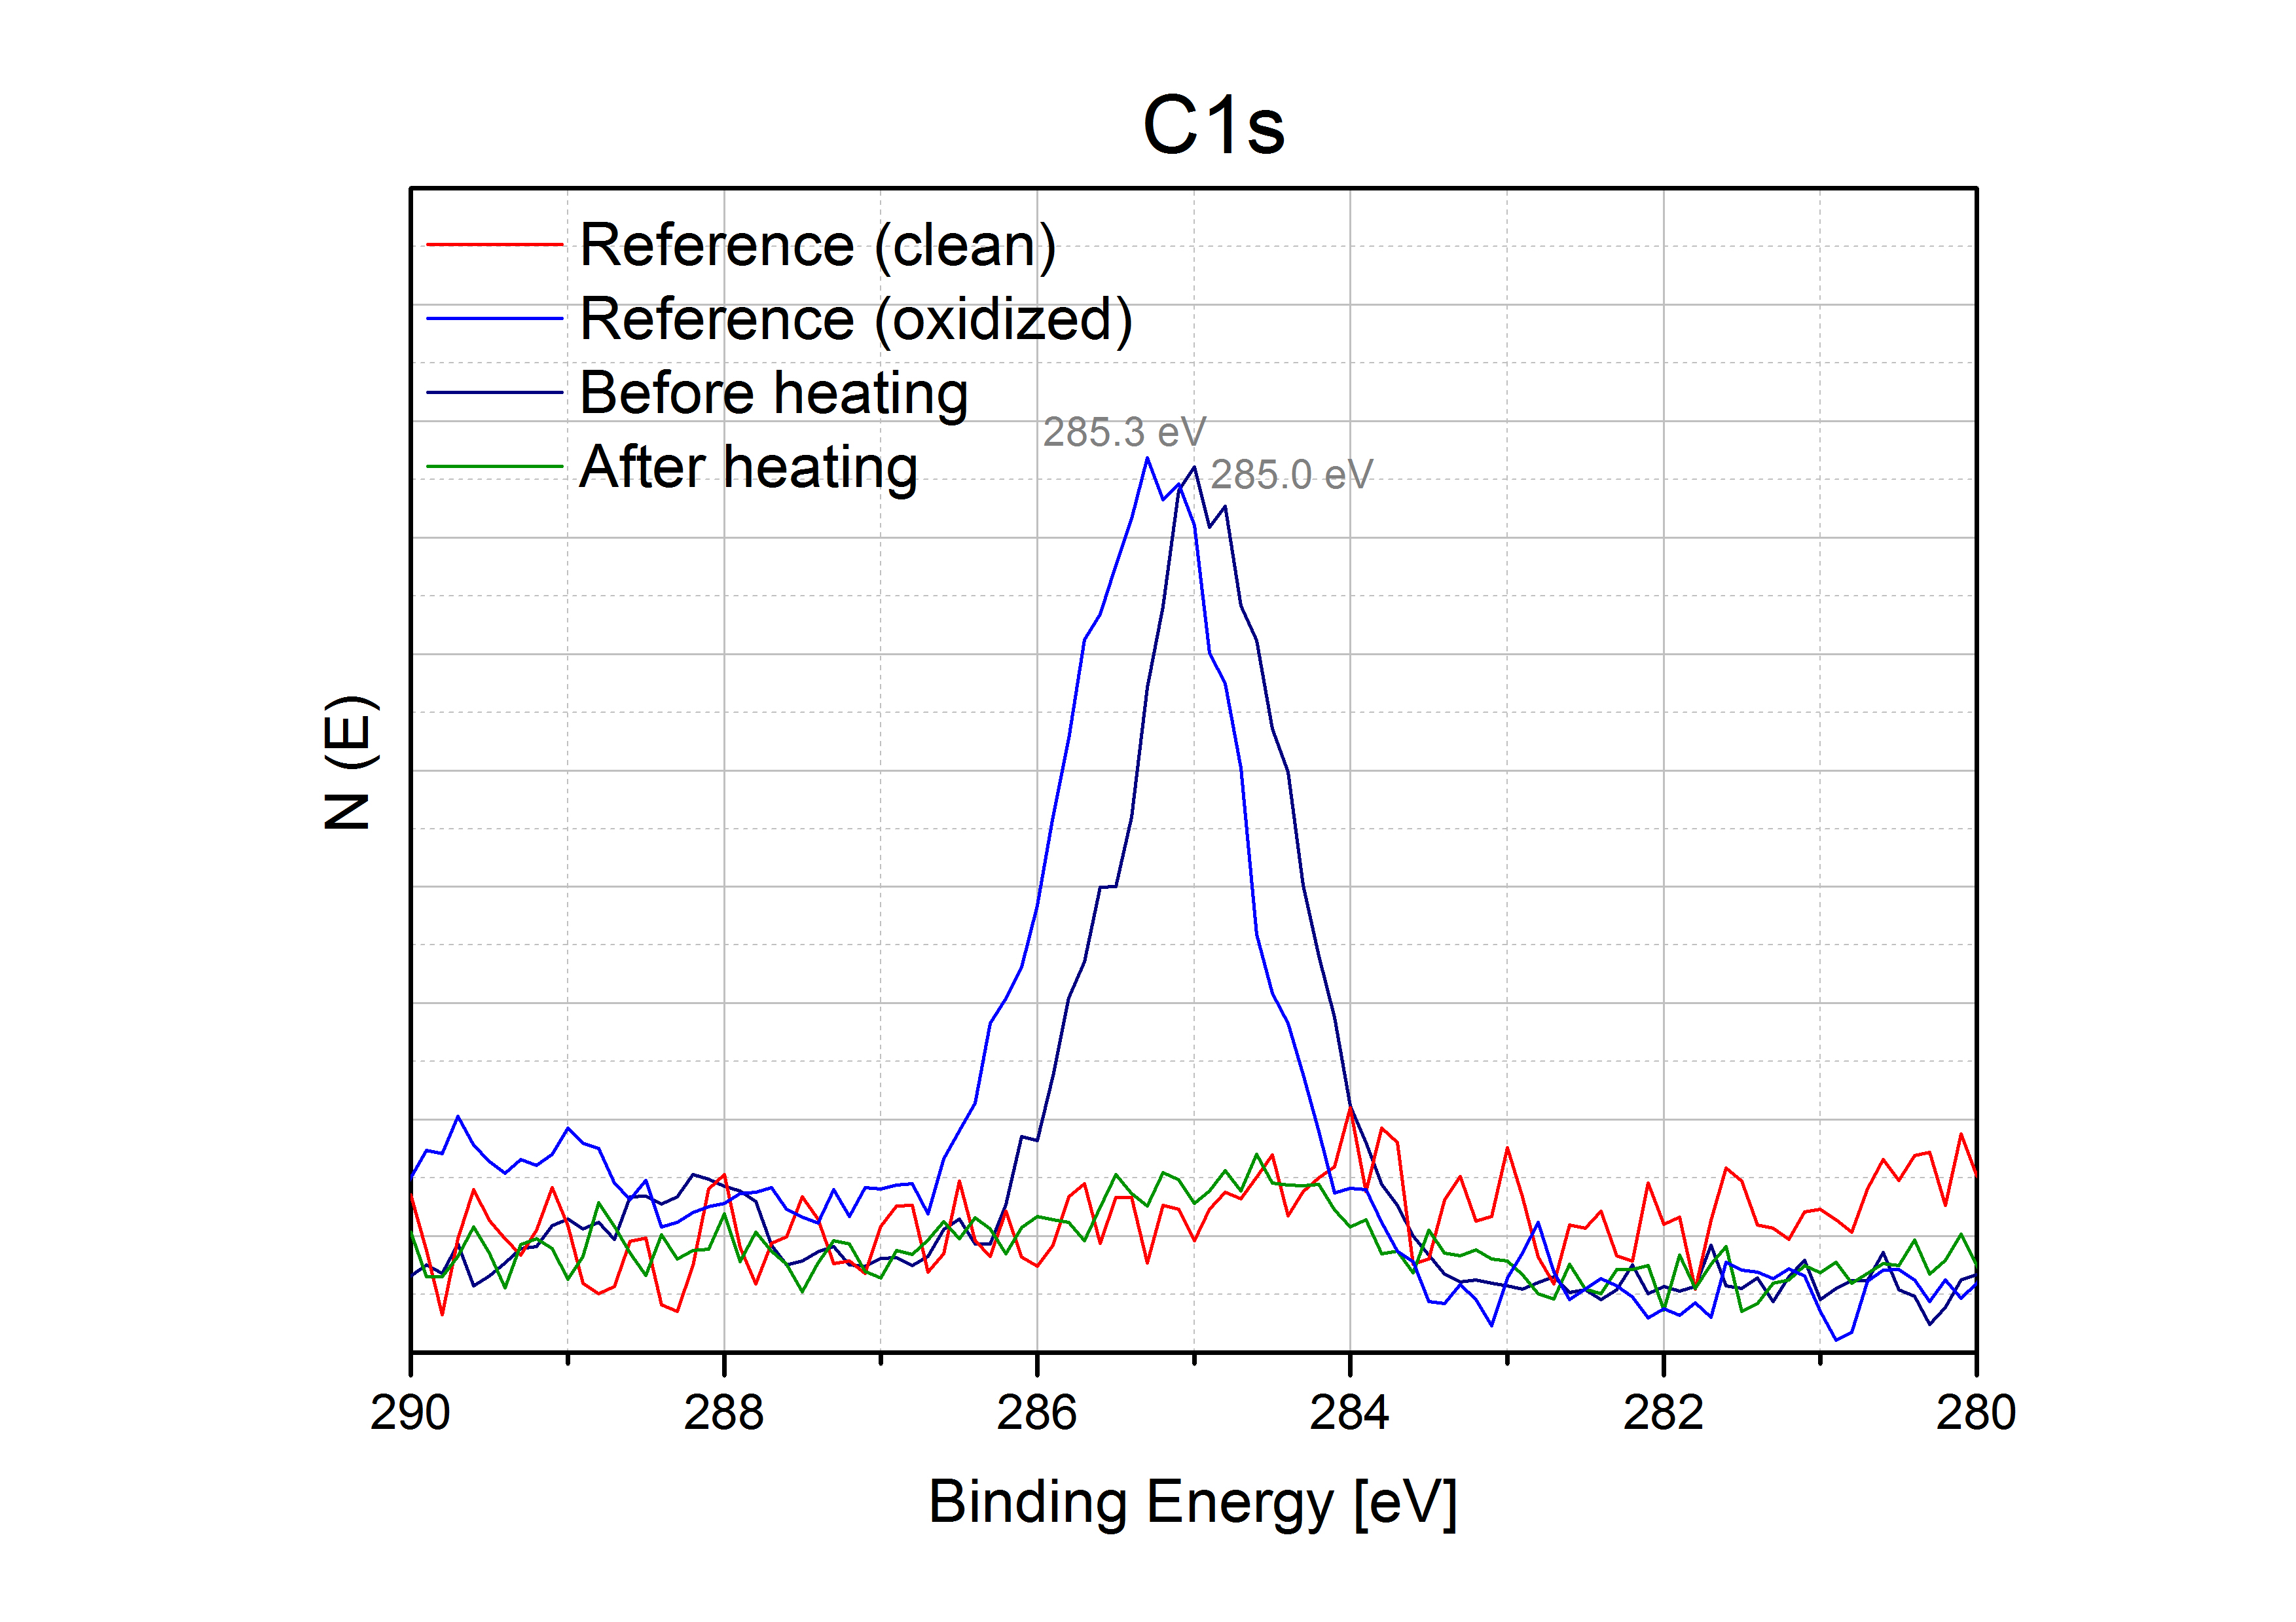 C1s
Reference (clean)
Reference (oxidized)
Before heating
After heating
285.3 eV
285.0 eV
N (E)
290 288 286 284 282 280
Binding Energy [eV]